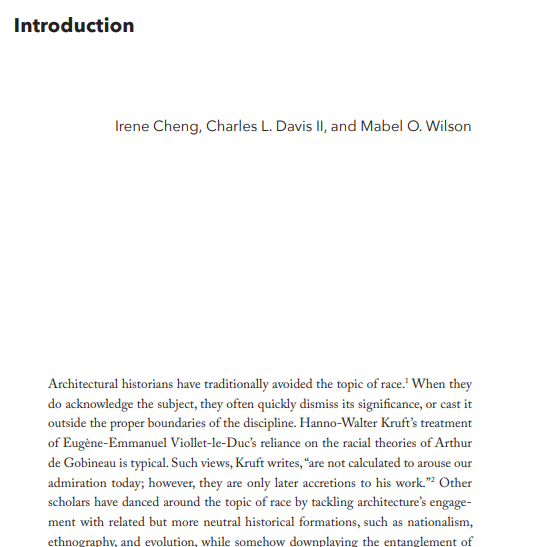 Introduction
Irene Cheng, Charles L. Davis II, and Mabel O. Wilson
Architectural historians have traditionally avoided the topic of race.¹ When they
do acknowledge the subject, they often quickly dismiss its significance, or cast it
outside the proper boundaries of the discipline. Hanno-Walter Kruft’s treatment
of Eugène-Emmanuel Viollet-le-Duc’s reliance on the racial theories of Arthur
de Gobineau is typical. Such views, Kruft writes, “are not calculated to arouse our
admiration today; however, they are only later accretions to his work.”² Other
scholars have danced around the topic of race by tackling architecture’s engage-
ment with related but more neutral historical formations, such as nationalism,
ethnography, and evolution, while somehow downplaying the entanglement of